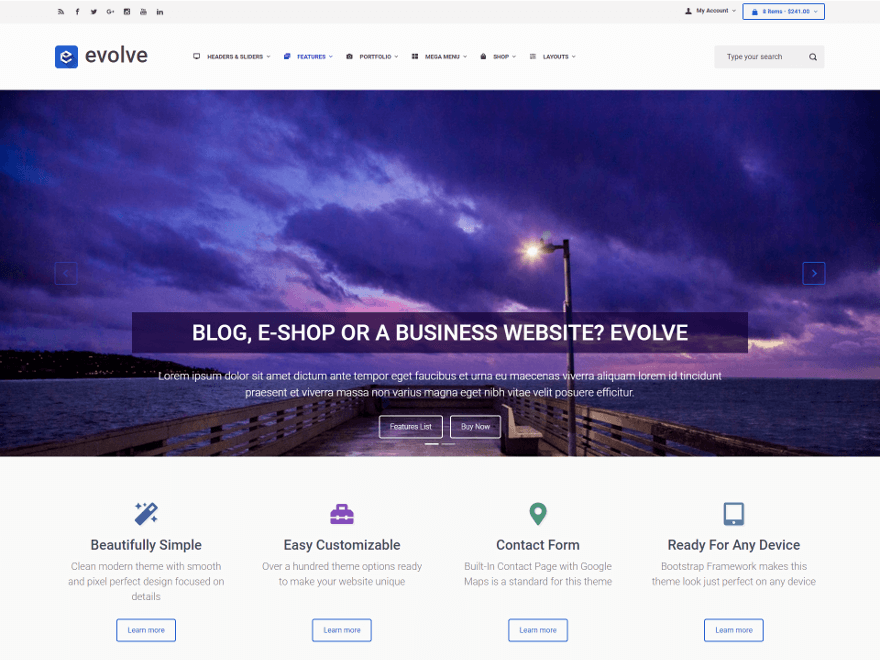 My Account
8 Items - $241.00
evolve
HEADERS & SLIDERS
FEATURES
PORTFOLIO
MEGA MENU
SHOP
LAYOUTS
Type your search
BLOG, E-SHOP OR A BUSINESS WEBSITE? EVOLVE
Lorem ipsum dolor sit amet dictum ante tempor eget faucibus et urna eu maecenas viverra aliquam lorem id tincidunt
praesent et viverra massa non varius magna eget nibh vitae velit posuere efficitur.
Features List
Buy Now
Beautifully Simple
Clean modern theme with smooth
and pixel perfect design focused on
details
Learn more
Easy Customizable
Over a hundred theme options ready
to make your website unique
Learn more
Contact Form
Built-In Contact Page with Google
Maps is a standard for this theme
Learn more
Ready For Any Device
Bootstrap Framework makes this
theme look just perfect on any device
Learn more